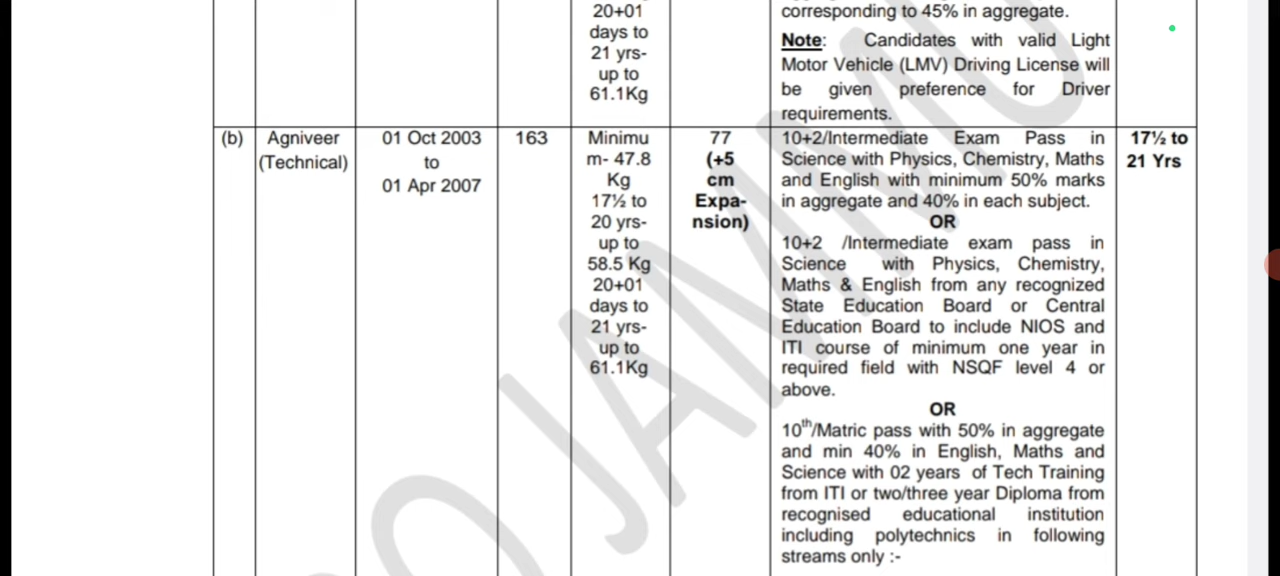 20+01
days to
21 yrs-
up to
61.1Kg
corresponding to 45% in aggregate.
Note: Candidates with valid Light
Motor Vehicle (LMV) Driving License will
be given preference for Driver
requirements.
(b)
Agniveer
(Technical)
01 Oct 2003
to
01 Apr 2007
163
Minimu
m- 47.8
Kg
17½ to
20 yrs-
up to
58.5 Kg
20+01
days to
21 yrs-
up to
61.1Kg
77
(+5
cm
Expa-
nsion)
10+2/Intermediate Exam Pass in
Science with Physics, Chemistry, Maths
and English with minimum 50% marks
in aggregate and 40% in each subject.
OR
10+2 /Intermediate exam pass in
Science with Physics, Chemistry,
Maths & English from any recognized
State Education Board or Central
Education Board to include NIOS and
ITI course of minimum one year in
required field with NSQF level 4 or
above.
OR
10th/Matric pass with 50% in aggregate
and min 40% in English, Maths and
Science with 02 years of Tech Training
from ITI or two/three year Diploma from
recognised educational institution
including polytechnics in following
streams only :-
17½ to
21 Yrs
O JAMMU